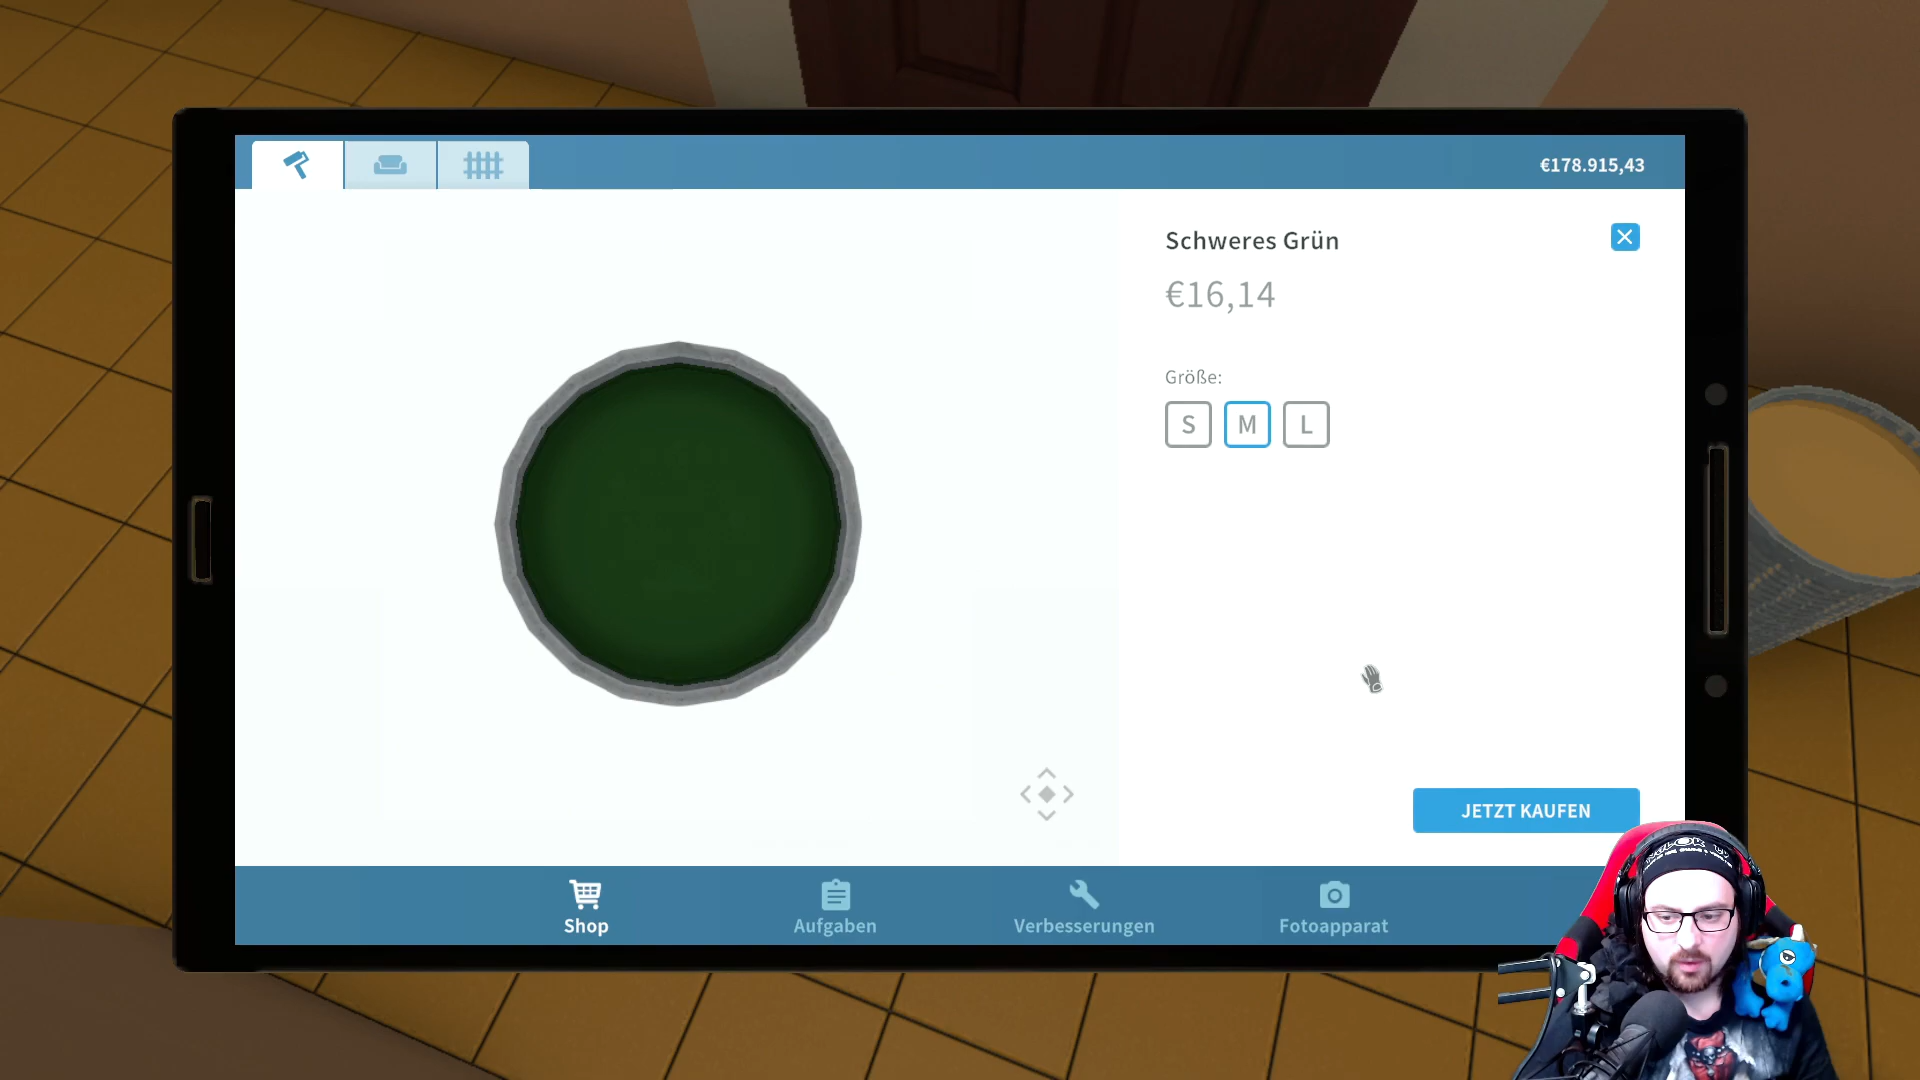 €178.915,43
Schweres Grün
€16,14
Größe:
S M L
JETZT KAUFEN
Shop
Aufgaben
Verbesserungen
Fotoapparat